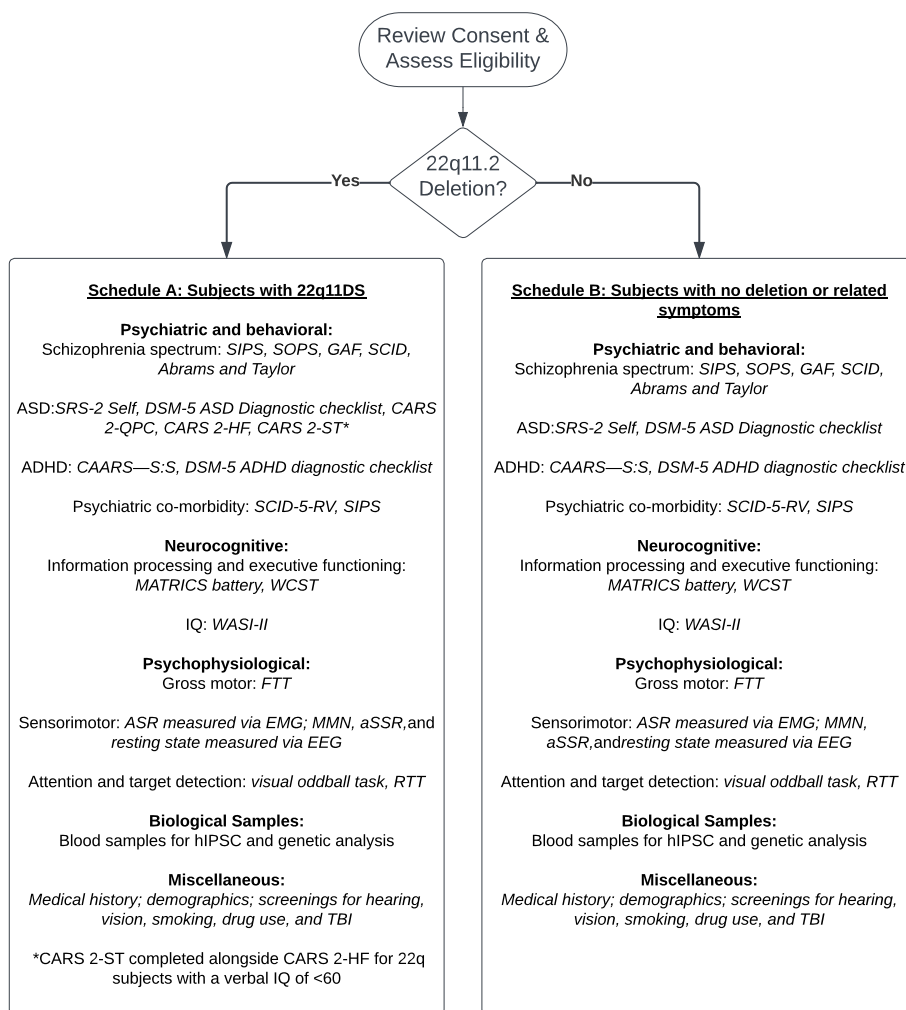 Review Consent &
Assess Eligibility
22q11.2
Deletion?
Yes
No
Schedule A: Subjects with 22q11DS
Psychiatric and behavioral:
Schizophrenia spectrum: SIPS, SOPS, GAF, SCID,
Abrams and Taylor
ASD:SRS-2 Self, DSM-5 ASD Diagnostic checklist, CARS
2-QPC, CARS 2-HF, CARS 2-ST*
ADHD: CAARS—S:S, DSM-5 ADHD diagnostic checklist
Psychiatric co-morbidity: SCID-5-RV, SIPS
Neurocognitive:
Information processing and executive functioning:
MATRICS battery, WCST
IQ: WASI-II
Psychophysiological:
Gross motor: FTT
Sensorimotor: ASR measured via EMG; MMN, aSSR,and
resting state measured via EEG
Attention and target detection: visual oddball task, RTT
Biological Samples:
Blood samples for hIPSC and genetic analysis
Miscellaneous:
Medical history; demographics; screenings for hearing,
vision, smoking, drug use, and TBI
*CARS 2-ST completed alongside CARS 2-HF for 22q
subjects with a verbal IQ of <60
Schedule B: Subjects with no deletion or related
symptoms
Psychiatric and behavioral:
Schizophrenia spectrum: SIPS, SOPS, GAF, SCID,
Abrams and Taylor
ASD:SRS-2 Self, DSM-5 ASD Diagnostic checklist
ADHD: CAARS—S:S, DSM-5 ADHD diagnostic checklist
Psychiatric co-morbidity: SCID-5-RV, SIPS
Neurocognitive:
Information processing and executive functioning:
MATRICS battery, WCST
IQ: WASI-II
Psychophysiological:
Gross motor: FTT
Sensorimotor: ASR measured via EMG; MMN,
aSSR,andresting state measured via EEG
Attention and target detection: visual oddball task, RTT
Biological Samples:
Blood samples for hIPSC and genetic analysis
Miscellaneous:
Medical history; demographics; screenings for hearing,
vision, smoking, drug use, and TBI